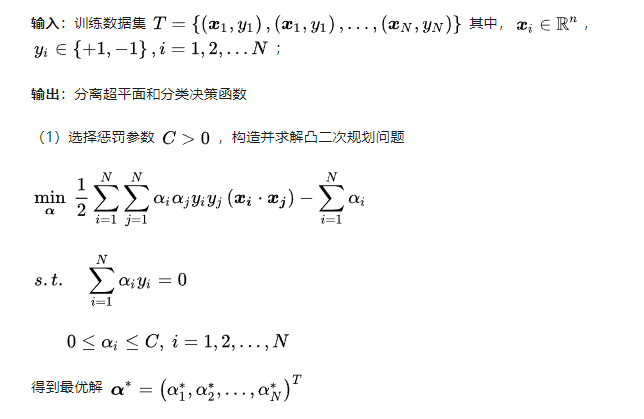 输入：训练数据集 $T = \{(\boldsymbol{x}_1, y_1), (\boldsymbol{x}_1, y_1), \ldots, (\boldsymbol{x}_N, y_N)\}$ 其中，$\boldsymbol{x}_i \in \mathbb{R}^n$，
$y_i \in \{+1, -1\}, i = 1, 2, \ldots N$；
输出：分离超平面和分类决策函数
（1）选择惩罚参数 $C > 0$，构造并求解凸二次规划问题
$\min_{\boldsymbol{\alpha}} \frac{1}{2} \sum_{i=1}^{N} \sum_{j=1}^{N} \alpha_i \alpha_j y_i y_j (\boldsymbol{x}_i \cdot \boldsymbol{x}_j) - \sum_{i=1}^{N} \alpha_i$
$s.t. \quad \sum_{i=1}^{N} \alpha_i y_i = 0$
$0 \leq \alpha_i \leq C, \; i = 1, 2, \ldots, N$
得到最优解 $\boldsymbol{\alpha}^* = (\alpha_1^*, \alpha_2^*, \ldots, \alpha_N^*)^T$